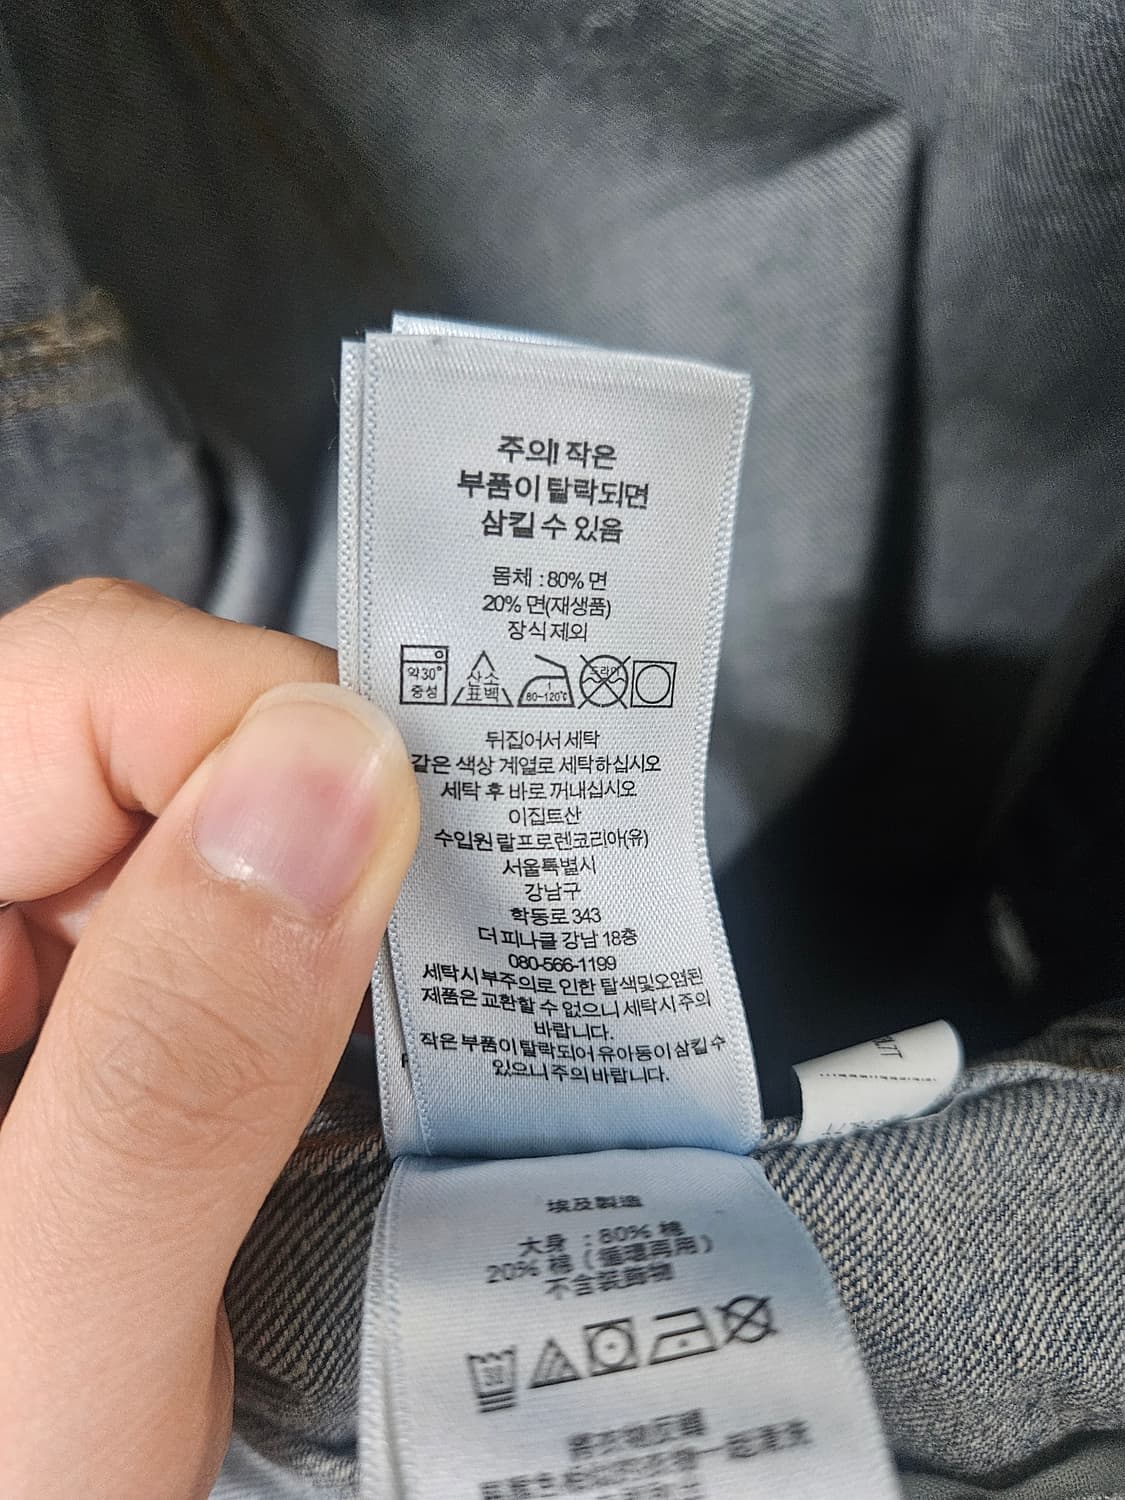 주의! 작은
부품이 탈락되면
삼킬 수 있음
몸체 : 80% 면
20% 면(재생품)
장식 제외
약30°
중성
산소
표백
80~120℃
드라이
뒤집어서 세탁
같은 색상 계열로 세탁하십시오
세탁 후 바로 꺼내십시오
이집트산
수입원 랄프로렌코리아(유)
서울특별시
강남구
학동로 343
더 피나클 강남 18층
080-566-1199
세탁시 부주의로 인한 탈색및오염된
제품은 교환할 수 없으니 세탁시 주의
바랍니다.
작은 부품이 탈락되어 유아등이 삼킬 수
있으니 주의 바랍니다.
埃及製造
大身 : 80% 棉
20% 棉 (循環再用)
不含裝飾物
30